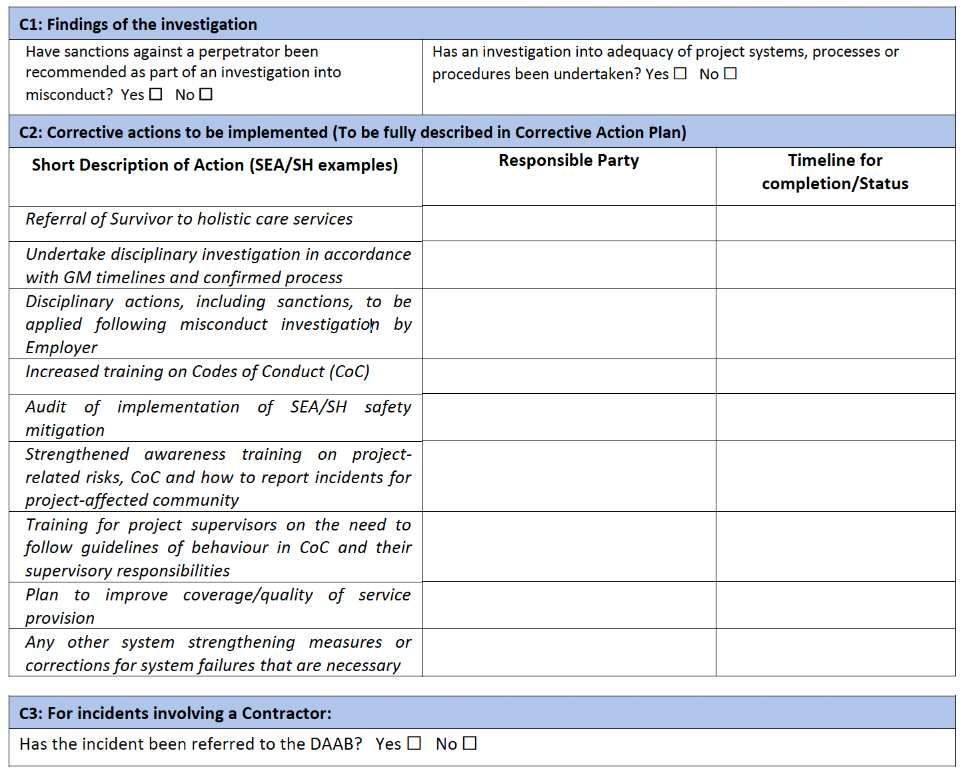 C1: Findings of the investigation
Have sanctions against a perpetrator been
recommended as part of an investigation into
misconduct? Yes ☐ No ☐
Has an investigation into adequacy of project systems, processes or
procedures been undertaken? Yes ☐ No ☐
C2: Corrective actions to be implemented (To be fully described in Corrective Action Plan)
Short Description of Action (SEA/SH examples)
Responsible Party
Timeline for
completion/Status
Referral of Survivor to holistic care services
Undertake disciplinary investigation in accordance
with GM timelines and confirmed process
Disciplinary actions, including sanctions, to be
applied following misconduct investigation by
Employer
Increased training on Codes of Conduct (CoC)
Audit of implementation of SEA/SH safety
mitigation
Strengthened awareness training on project-
related risks, CoC and how to report incidents for
project-affected community
Training for project supervisors on the need to
follow guidelines of behaviour in CoC and their
supervisory responsibilities
Plan to improve coverage/quality of service
provision
Any other system strengthening measures or
corrections for system failures that are necessary
C3: For incidents involving a Contractor:
Has the incident been referred to the DAAB? Yes ☐ No ☐